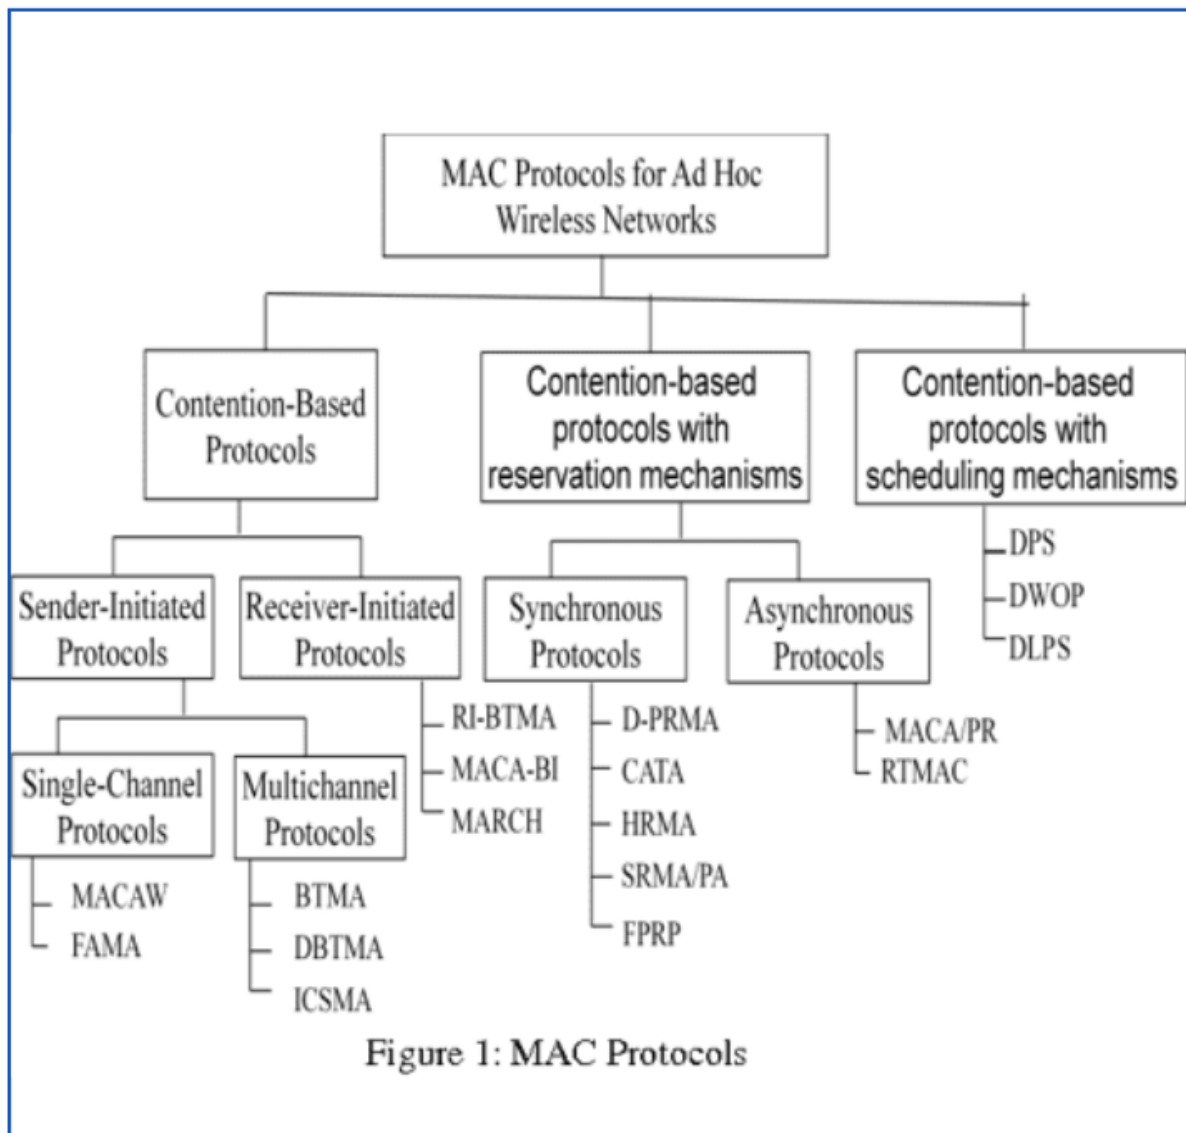 MAC Protocols for Ad Hoc
Wireless Networks
Contention-Based
Protocols
Contention-based
protocols with
reservation mechanisms
Contention-based
protocols with
scheduling mechanisms
DPS
DWOP
DLPS
Sender-Initiated
Protocols
Receiver-Initiated
Protocols
Synchronous
Protocols
Asynchronous
Protocols
RI-BTMA
MACA-BI
MARCH
D-PRMA
CATA
HRMA
SRMA/PA
FPRP
MACA/PR
RTMAC
Single-Channel
Protocols
Multichannel
Protocols
MACAW
FAMA
BTMA
DBTMA
ICSMA
Figure 1: MAC Protocols